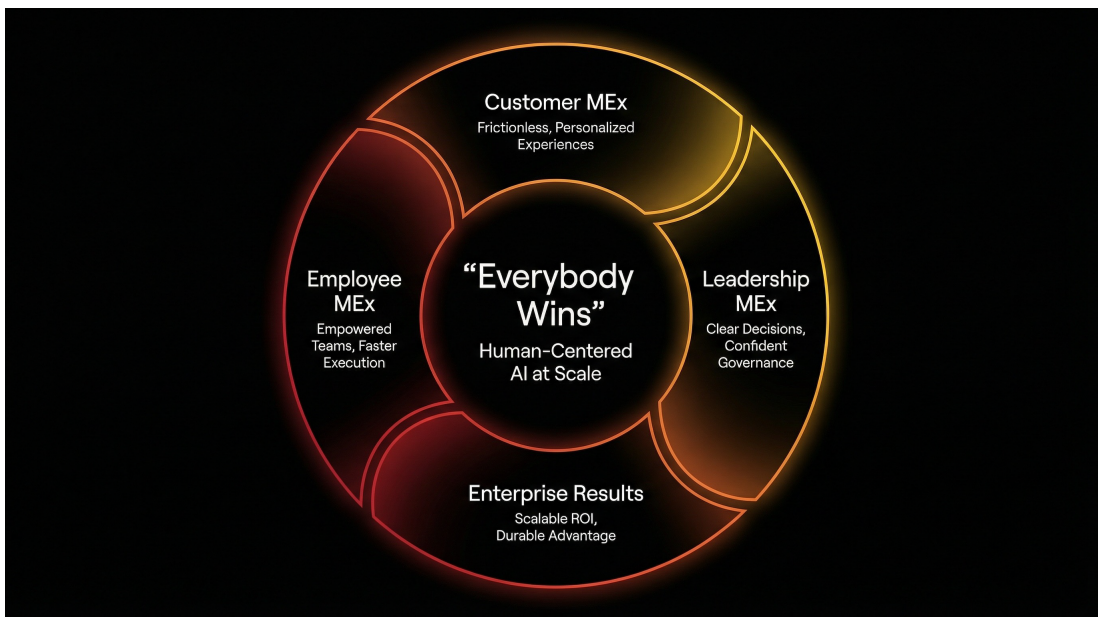 Customer MEx
Frictionless, Personalized
Experiences
Employee
MEx
Empowered
Teams, Faster
Execution
“Everybody
Wins”
Human-Centered
AI at Scale
Leadership
MEx
Clear Decisions,
Confident
Governance
Enterprise Results
Scalable ROI,
Durable Advantage